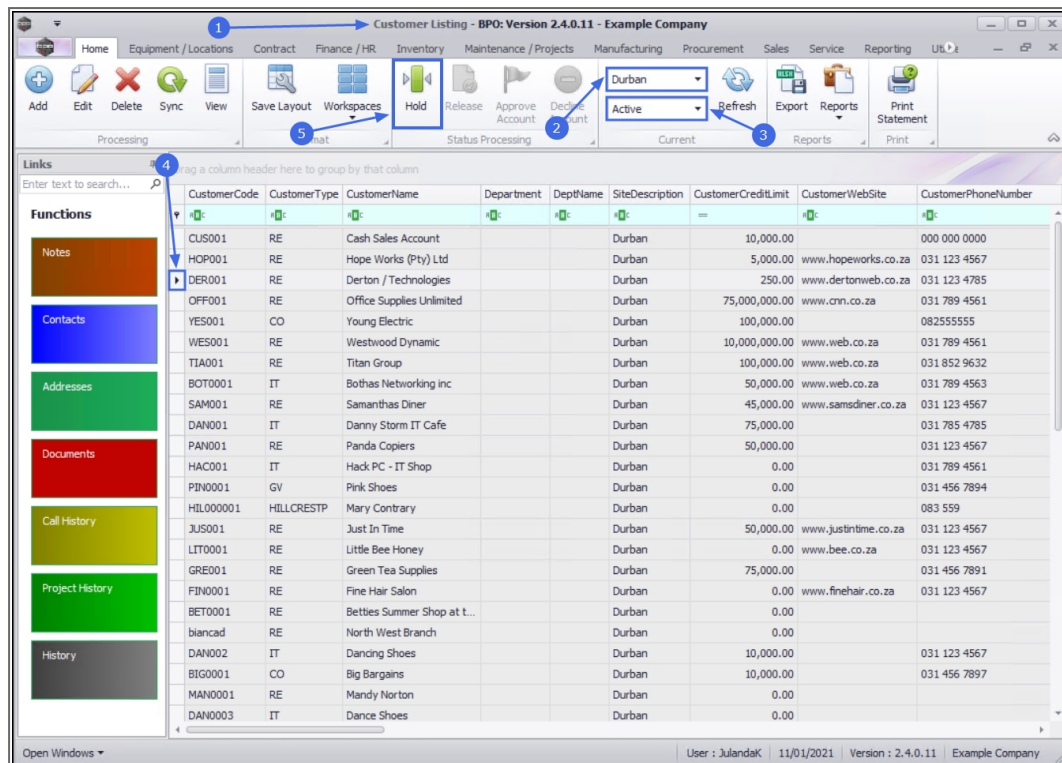 1
Customer Listing - BPO: Version 2.4.0.11 - Example Company
Home Equipment / Locations Contract Finance / HR Inventory Maintenance / Projects Manufacturing Procurement Sales Service Reporting
Add Edit Delete Sync View Save Layout Workspaces Hold Release Approve Account Decline Refresh Export Reports Print Statement
2 Durban
3 Active
5
Processing Status Processing Current Reports Print
4
Links
Enter text to search...
Drag a column header here to group by that column
CustomerCode CustomerType CustomerName Department DeptName SiteDescription CustomerCreditLimit CustomerWebSite CustomerPhoneNumber
Functions
Notes
Contacts
Addresses
Documents
Call History
Project History
History
CUS001 RE Cash Sales Account Durban 10,000.00 000 000 0000
HOP001 RE Hope Works (Pty) Ltd Durban 5,000.00 www.hopeworks.co.za 031 123 4567
DER001 RE Derton / Technologies Durban 250.00 www.dertonweb.co.za 031 123 4785
OFF001 RE Office Supplies Unlimited Durban 75,000,000.00 www.cnn.co.za 031 789 4561
YES001 CO Young Electric Durban 100,000.00 082555555
WES001 RE Westwood Dynamic Durban 10,000,000.00 www.web.co.za 031 789 4561
TIA001 RE Titan Group Durban 100,000.00 www.web.co.za 031 852 9632
BOT0001 IT Bothas Networking inc Durban 50,000.00 www.web.co.za 031 789 4563
SAM001 RE Samanthas Diner Durban 45,000.00 www.samsdiner.co.za 031 123 4567
DAN001 IT Danny Storm IT Cafe Durban 75,000.00 031 785 4785
PAN001 RE Panda Copiers Durban 50,000.00 031 123 4567
HAC001 IT Hack PC - IT Shop Durban 0.00 031 789 4561
PIN0001 GV Pink Shoes Durban 0.00 031 456 7894
HIL000001 HILLCRESTP Mary Contrary Durban 0.00 083 559
JUS001 RE Just In Time Durban 50,000.00 www.justintime.co.za 031 123 4567
LIT0001 RE Little Bee Honey Durban 0.00 www.bee.co.za 031 123 4567
GRE001 RE Green Tea Supplies Durban 75,000.00 031 456 7891
FIN0001 RE Fine Hair Salon Durban 0.00 www.finehair.co.za 031 123 4567
BET0001 RE Betties Summer Shop at t... Durban 0.00
biancad RE North West Branch Durban 0.00
DAN002 IT Dancing Shoes Durban 10,000.00 031 123 4567
BIG0001 CO Big Bargains Durban 10,000.00 031 456 7897
MAN0001 RE Mandy Norton Durban 0.00
DAN0003 IT Dance Shoes Durban 0.00
Open Windows User : JulandaK 11/01/2021 Version : 2.4.0.11 Example Company